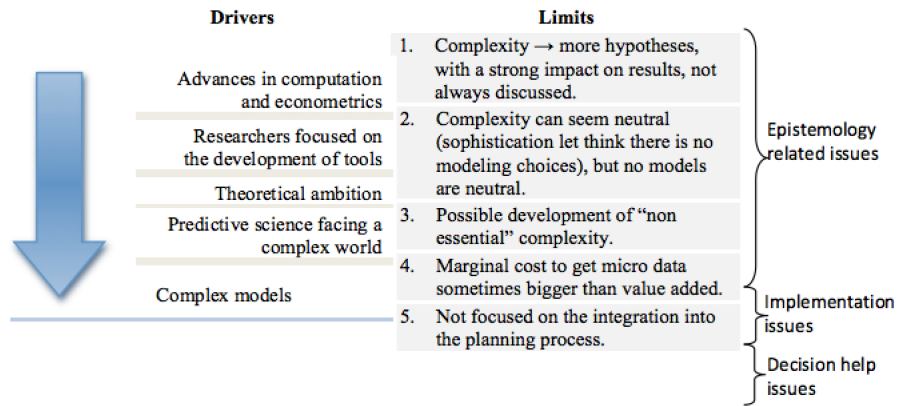 Drivers
Limits
Advances in computation
and econometrics
Researchers focused on
the development of tools
Theoretical ambition
Predictive science facing a
complex world
Complex models
1. Complexity → more hypotheses,
with a strong impact on results, not
always discussed.
2. Complexity can seem neutral
(sophistication let think there is no
modeling choices), but no models
are neutral.
3. Possible development of “non
essential” complexity.
4. Marginal cost to get micro data
sometimes bigger than value added.
5. Not focused on the integration into
the planning process.
Epistemology
related issues
Implementation
issues
Decision help
issues